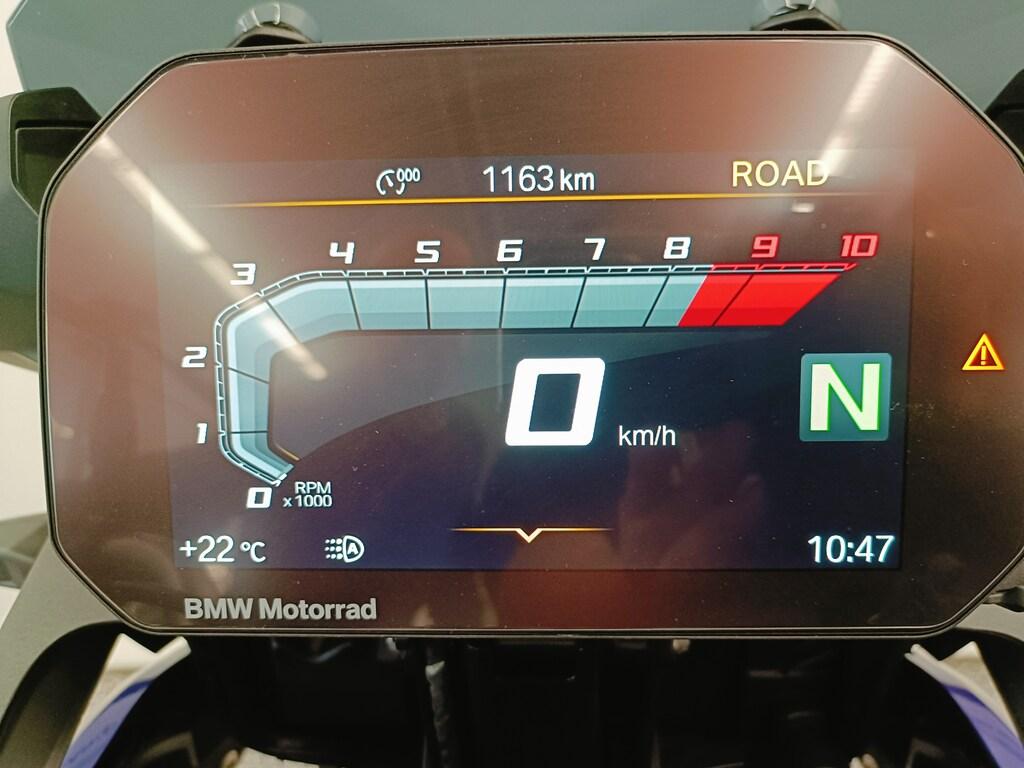 000 1163 km ROAD
4 5 6 7 8 9 10
3
2
1
0 RPM x1000
0 km/h N
+22 °C A 10:47
BMW Motorrad